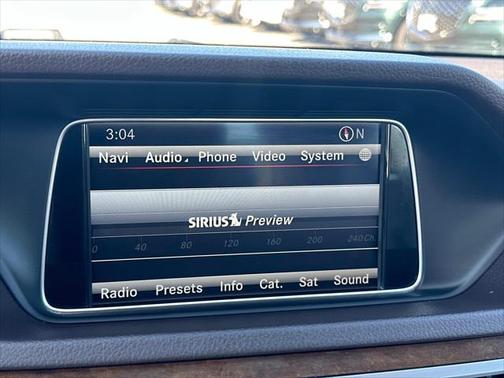 3:04 N
Navi Audio Phone Video System
SIRIUS Preview
0 40 80 120 160 200 240 Ch.
Radio Presets Info Cat. Sat Sound